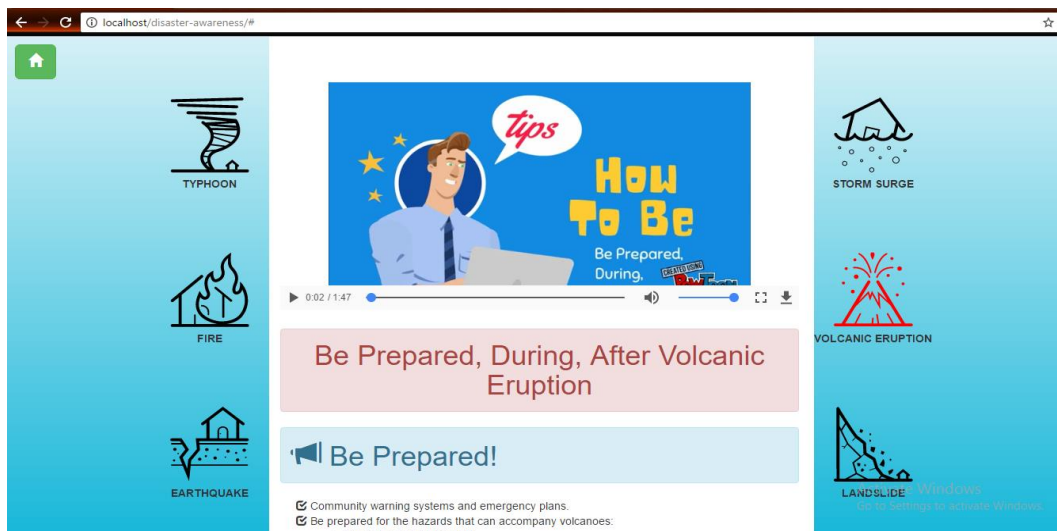 localhost/disaster-awareness/#
TYPHOON
FIRE
EARTHQUAKE
tips
How
To Be
Be Prepared,
During,
CREATED USING
0:02 / 1:47
Be Prepared, During, After Volcanic
Eruption
Be Prepared!
Community warning systems and emergency plans.
Be prepared for the hazards that can accompany volcanoes:
STORM SURGE
VOLCANIC ERUPTION
LANDSLIDE
Windows
Go to Settings to activate Windows.